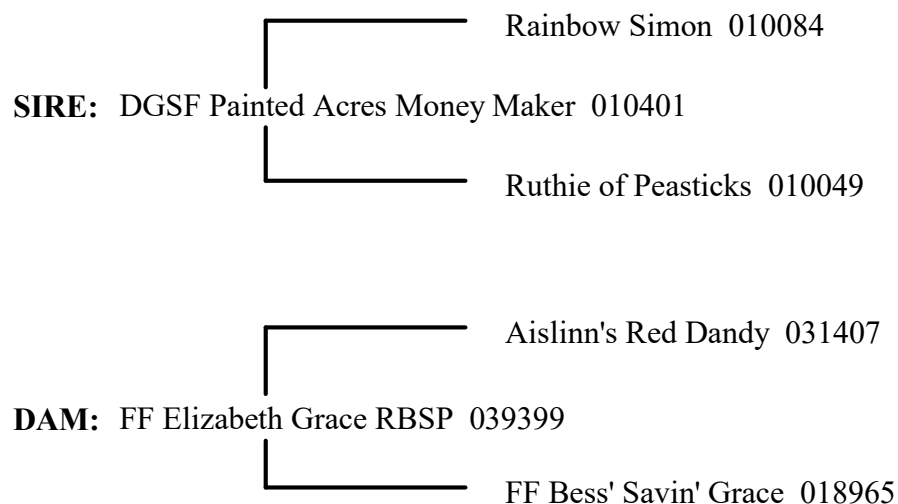 Rainbow Simon 010084
SIRE: DGSF Painted Acres Money Maker 010401
Ruthie of Peasticks 010049
Aislinn's Red Dandy 031407
DAM: FF Elizabeth Grace RBSP 039399
FF Bess' Savin' Grace 018965